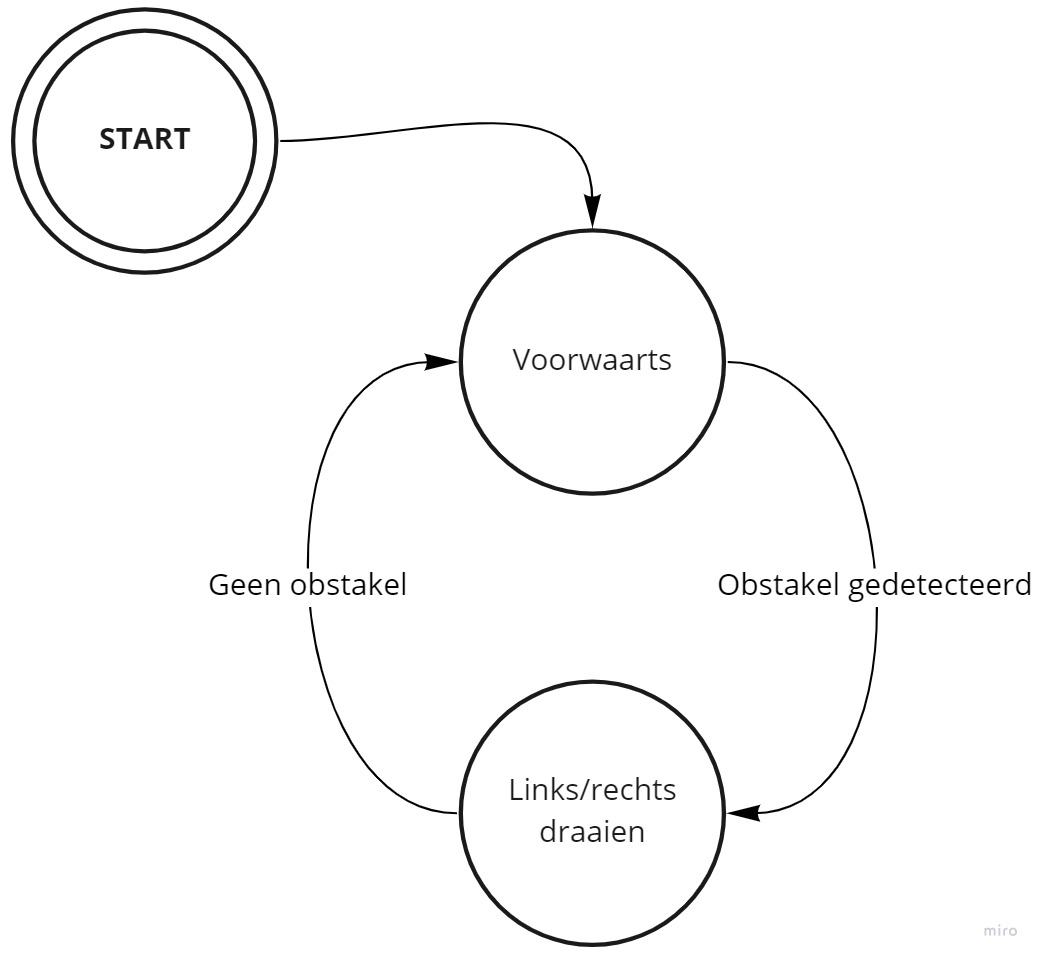 START
Voorwaarts
Geen obstakel
Obstakel gedetecteerd
Links/rechts
draaien
miro